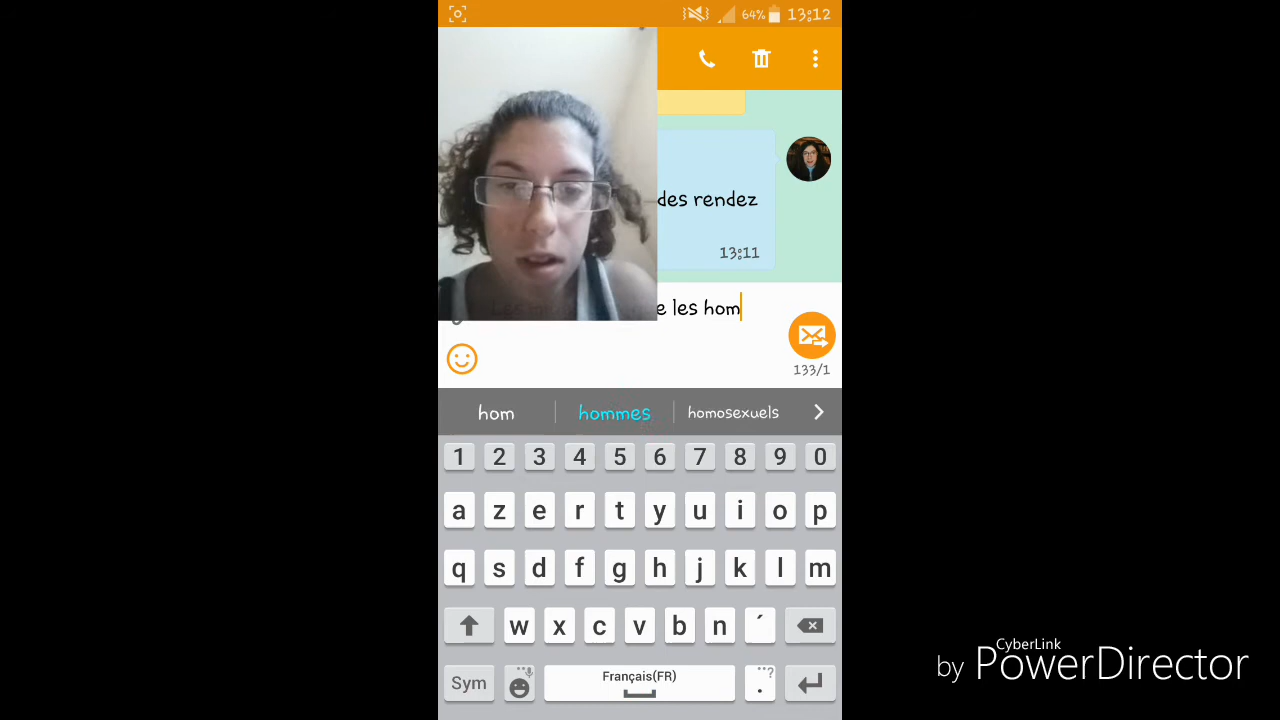 64% 13:12
des rendez
13:11
e les hom
133/1
hom hommes homosexuels
1 2 3 4 5 6 7 8 9 0
a z e r t y u i o p
q s d f g h j k l m
w x c v b n ´
Sym Français(FR) . ?
CyberLink
by PowerDirector